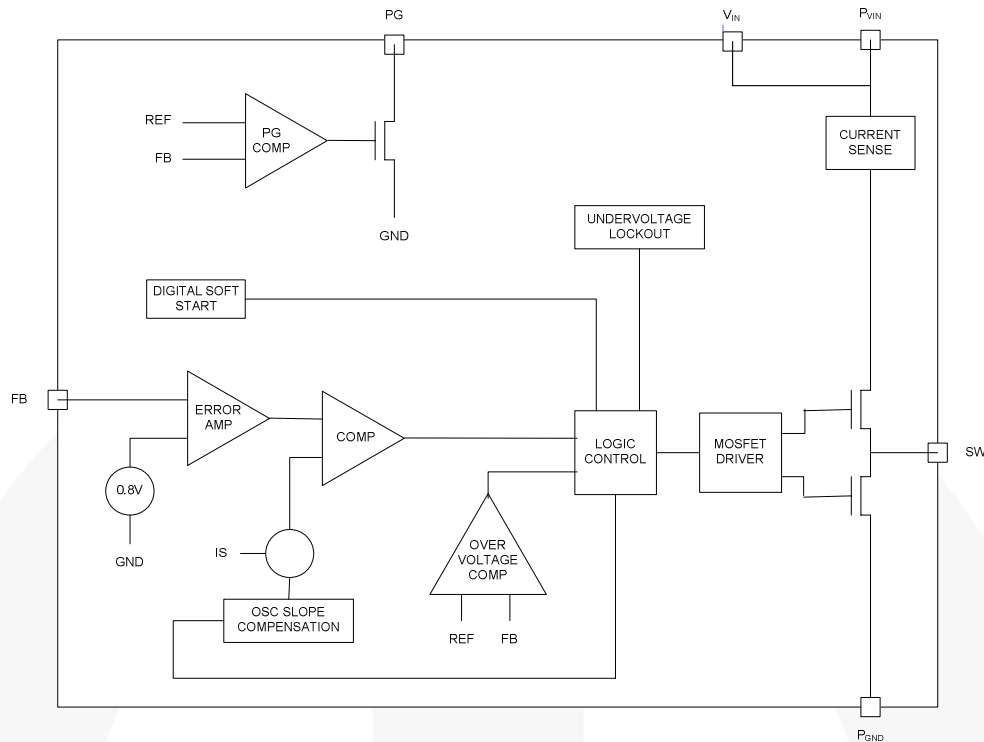 PG
VIN
PVIN
REF
FB
PG
COMP
GND
CURRENT
SENSE
UNDERVOLTAGE
LOCKOUT
DIGITAL SOFT
START
FB
ERROR
AMP
COMP
LOGIC
CONTROL
MOSFET
DRIVER
SW
0.8V
GND
IS
OVER
VOLTAGE
COMP
OSC SLOPE
COMPENSATION
REF
FB
PGND